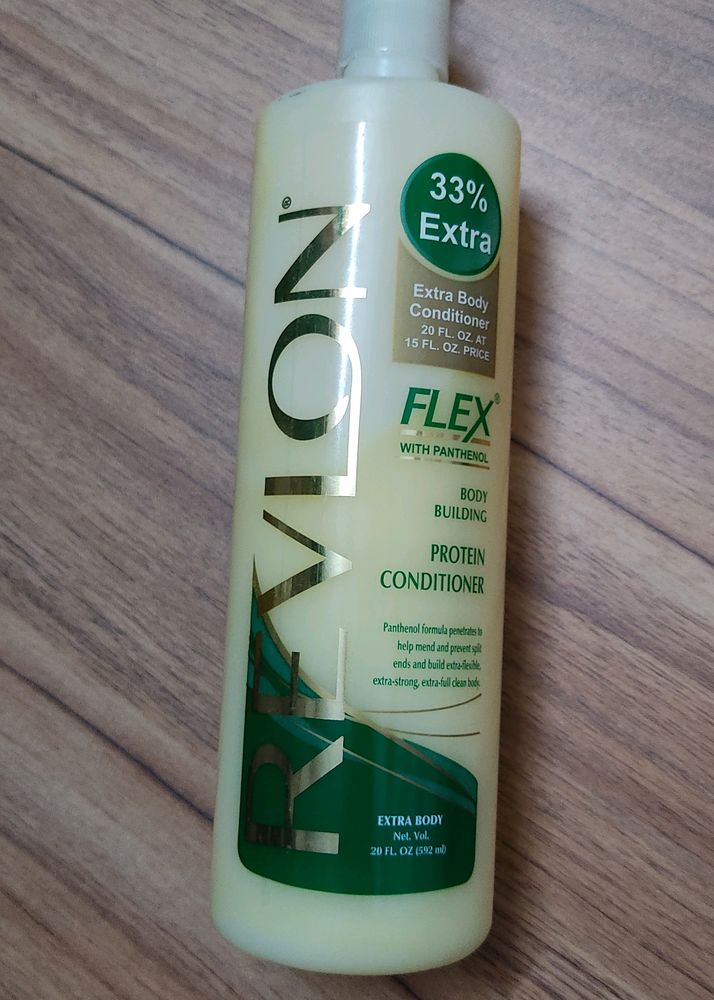 REVLON®
33%
Extra
Extra Body
Conditioner
20 FL. OZ. AT
15 FL. OZ. PRICE
FLEX®
WITH PANTHENOL
BODY
BUILDING
PROTEIN
CONDITIONER
Panthenol formula penetrates to
help mend and prevent split
ends and build extra-flexible,
extra-strong, extra-full clean body.
EXTRA BODY
Net. Vol.
20 FL. OZ (592 ml)